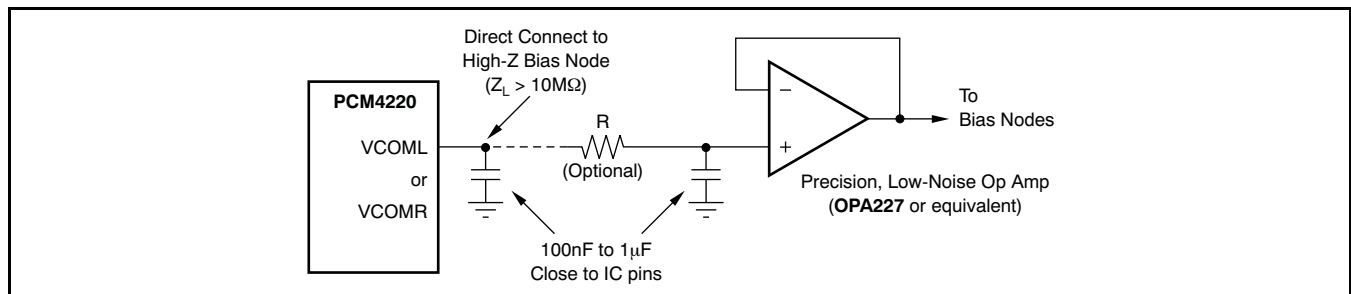 Direct Connect to
High-Z Bias Node
(ZL > 10MΩ)
PCM4220
VCOML
or
VCOMR
R
(Optional)
−
+
To
Bias Nodes
Precision, Low-Noise Op Amp
(OPA227 or equivalent)
100nF to 1μF
Close to IC pins